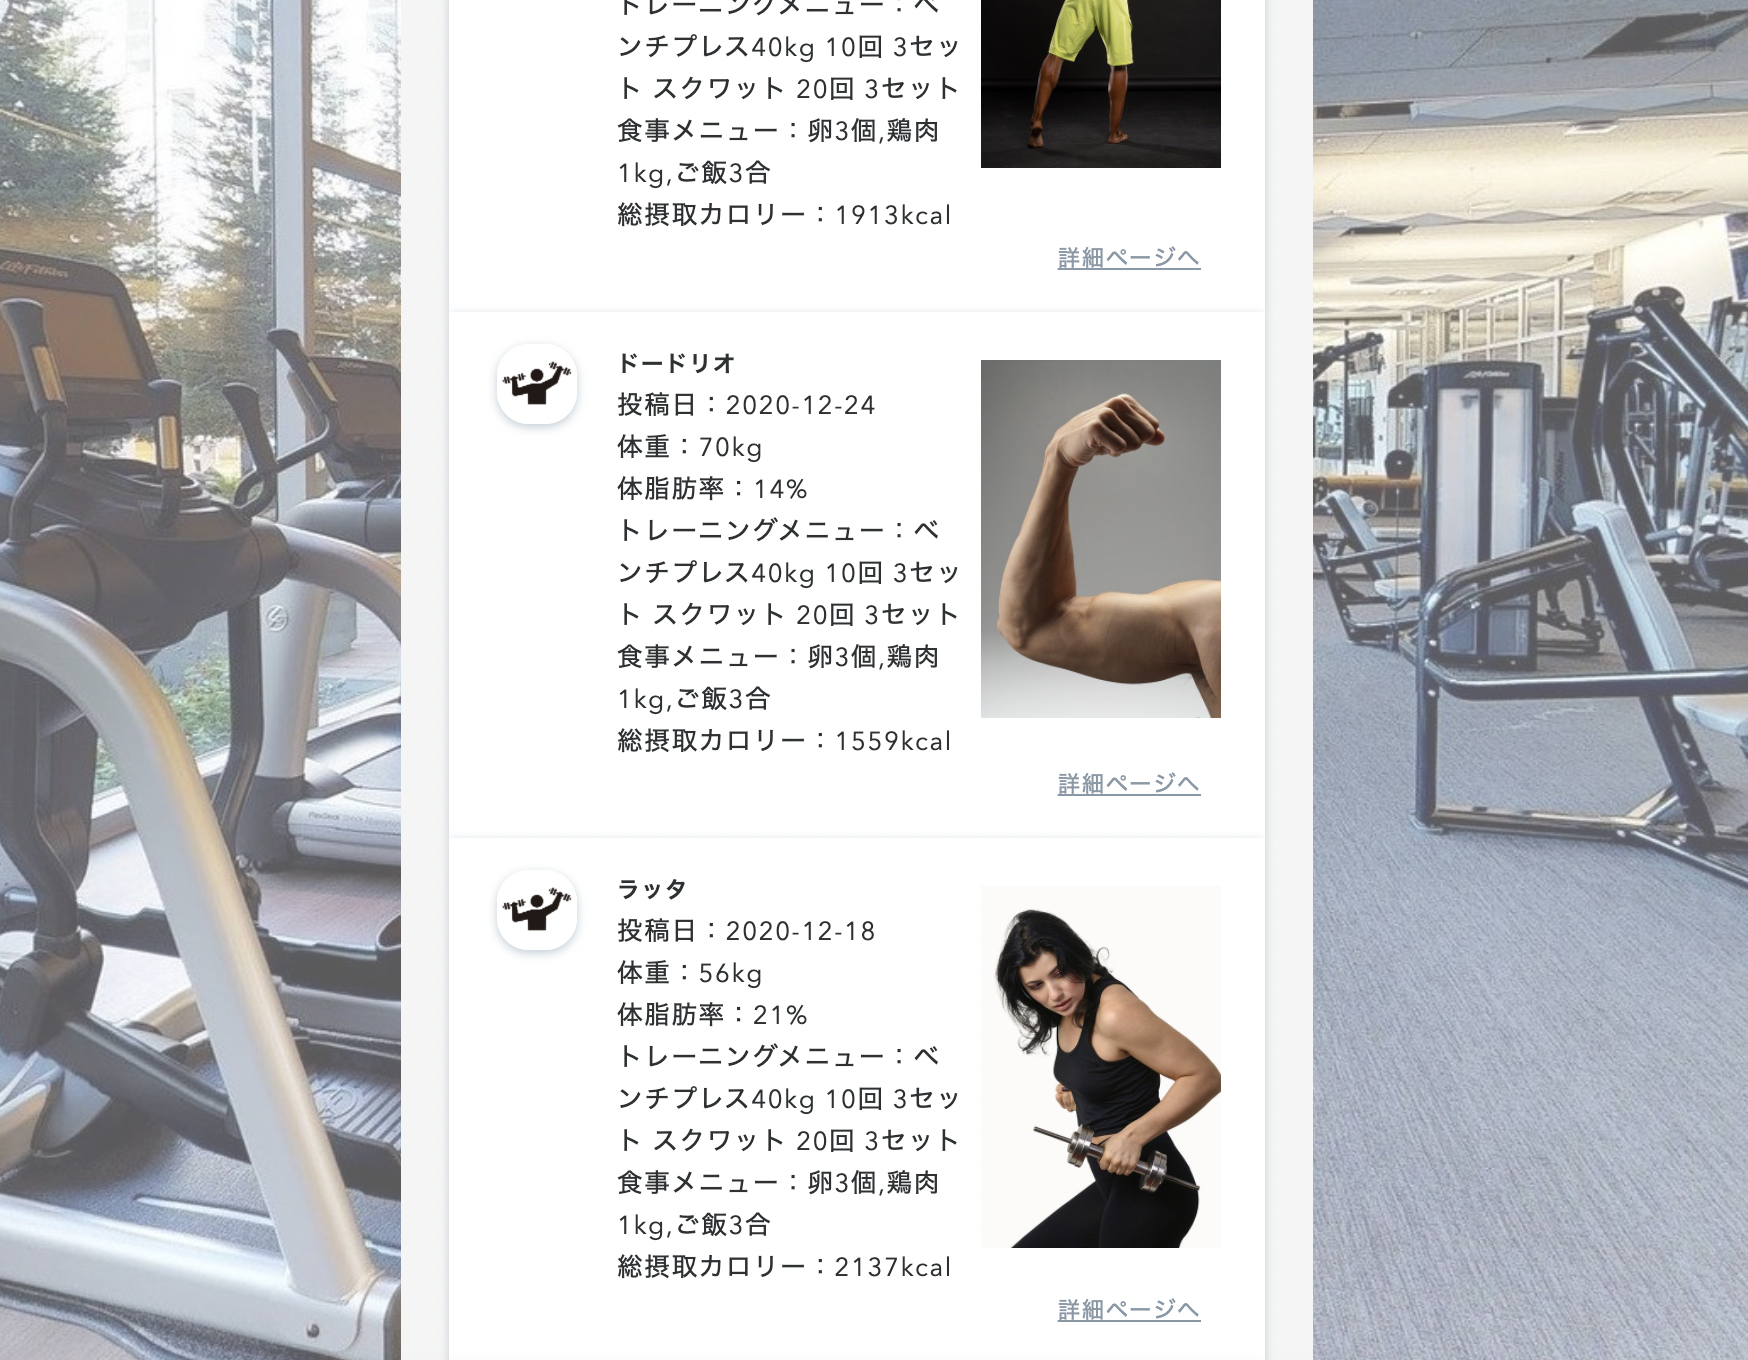 トレーニングメニュー：ベ
ンチプレス40kg 10回 3セッ
ト スクワット 20回 3セット
食事メニュー：卵3個,鶏肉
1kg,ご飯3合
総摂取カロリー：1913kcal
詳細ページへ
ドードリオ
投稿日：2020-12-24
体重：70kg
体脂肪率：14%
トレーニングメニュー：ベ
ンチプレス40kg 10回 3セッ
ト スクワット 20回 3セット
食事メニュー：卵3個,鶏肉
1kg,ご飯3合
総摂取カロリー：1559kcal
詳細ページへ
ラッタ
投稿日：2020-12-18
体重：56kg
体脂肪率：21%
トレーニングメニュー：ベ
ンチプレス40kg 10回 3セッ
ト スクワット 20回 3セット
食事メニュー：卵3個,鶏肉
1kg,ご飯3合
総摂取カロリー：2137kcal
詳細ページへ
LifeFitness